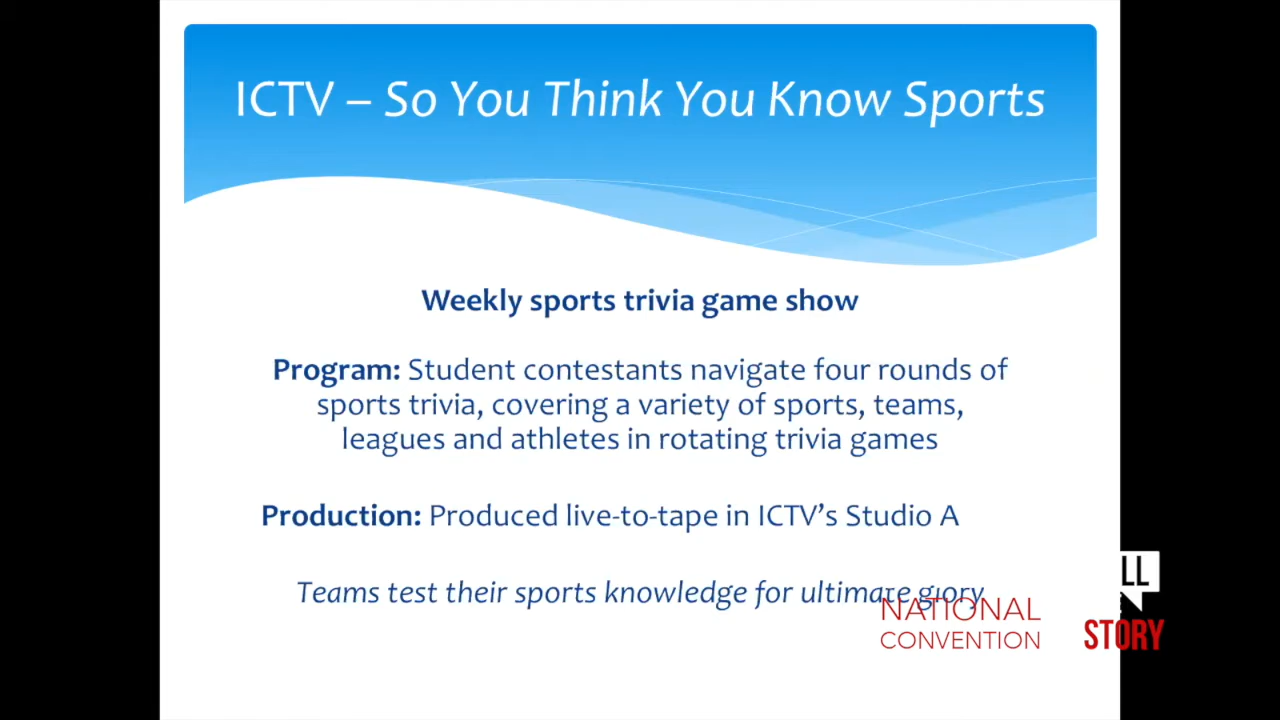 ICTV – So You Think You Know Sports
Weekly sports trivia game show
Program: Student contestants navigate four rounds of
sports trivia, covering a variety of sports, teams,
leagues and athletes in rotating trivia games
Production: Produced live-to-tape in ICTV’s Studio A
Teams test their sports knowledge for ultimate glory
NATIONAL
CONVENTION
LL
STORY